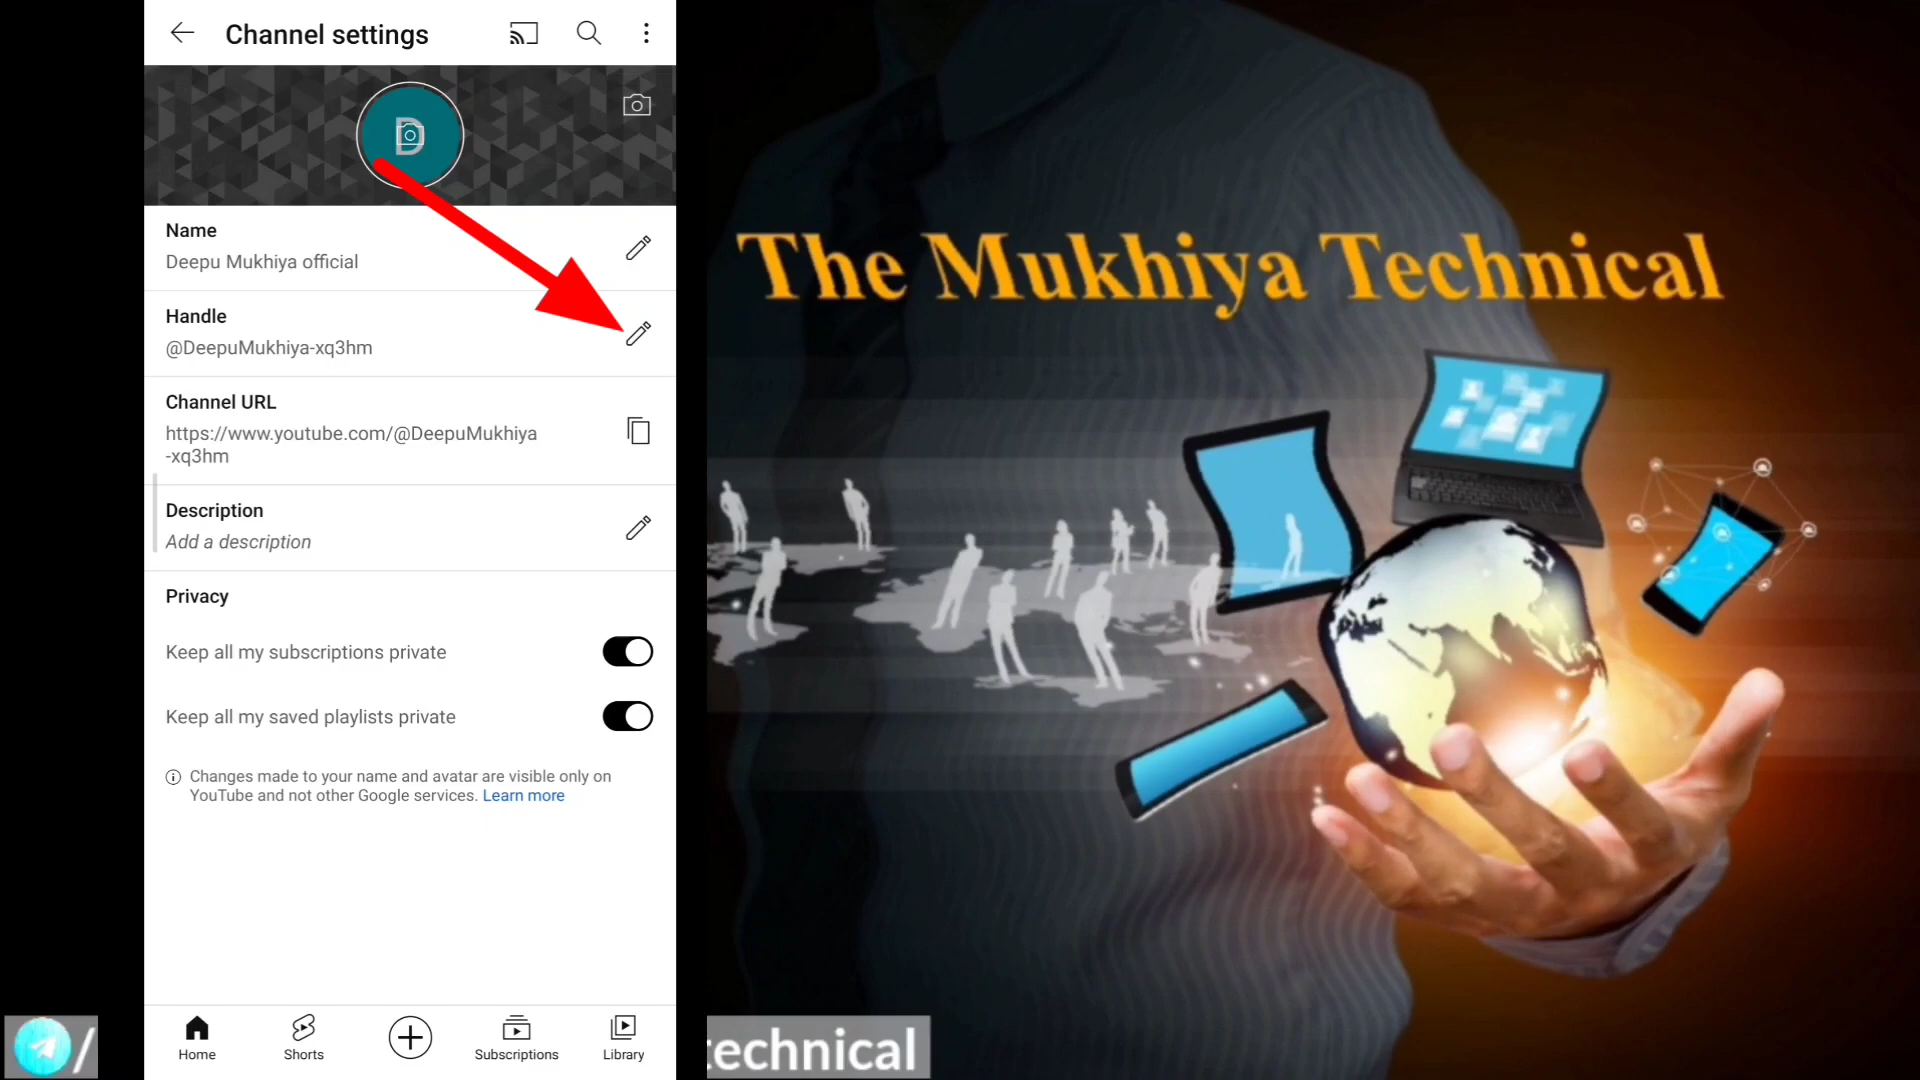 Channel settings
D
Name
Deepu Mukhiya official
Handle
@DeepuMukhiya-xq3hm
Channel URL
https://www.youtube.com/@DeepuMukhiya
-xq3hm
Description
Add a description
Privacy
Keep all my subscriptions private
Keep all my saved playlists private
Changes made to your name and avatar are visible only on
YouTube and not other Google services. Learn more
Home
Shorts
Subscriptions
Library
The Mukhiya Technical
/
technical